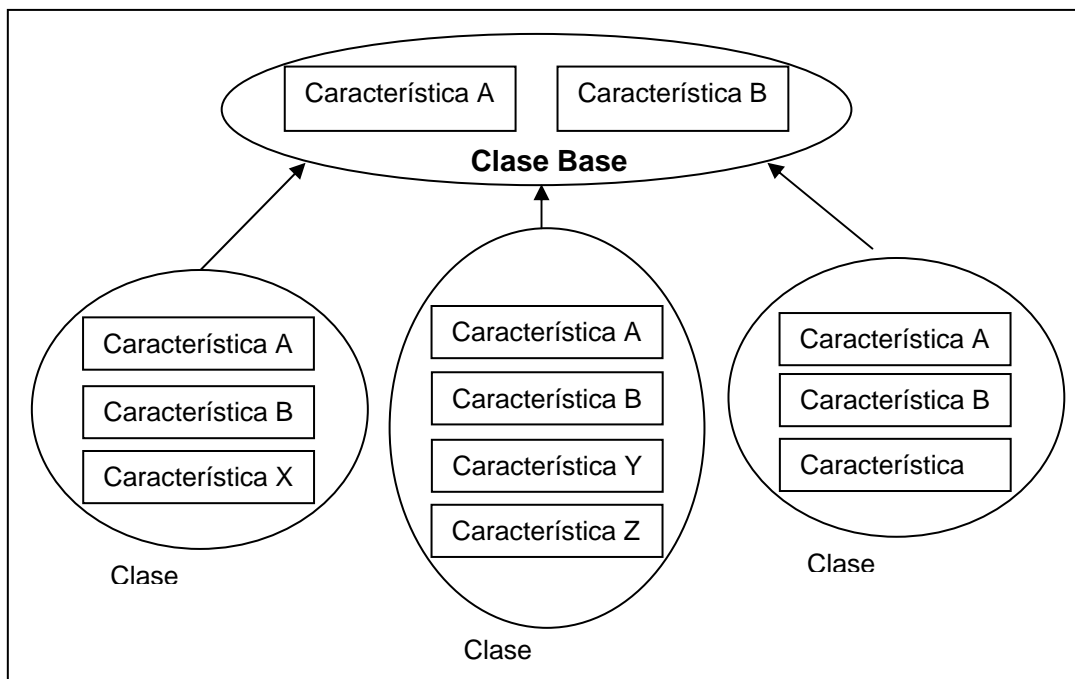 Característica A
Característica B
Clase Base
Característica A
Característica B
Característica X
Clase
Característica A
Característica B
Característica Y
Característica Z
Clase
Característica A
Característica B
Característica
Clase